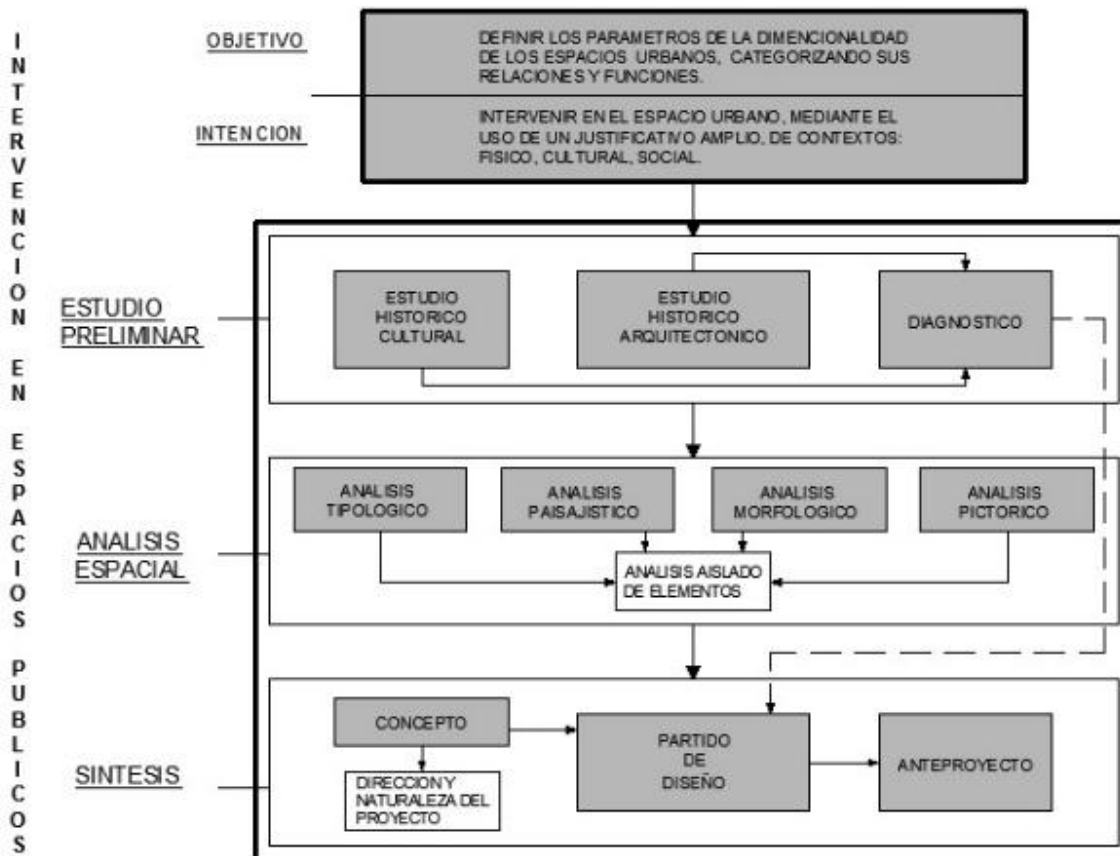 INTERVENCION EN ESPACIOS PUBLICOS
OBJETIVO
DEFINIR LOS PARAMETROS DE LA DIMENCIONALIDAD
DE LOS ESPACIOS URBANOS, CATEGORIZANDO SUS
RELACIONES Y FUNCIONES.
INTENCION
INTERVENIR EN EL ESPACIO URBANO, MEDIANTE EL
USO DE UN JUSTIFICATIVO AMPLIO, DE CONTEXTOS:
FISICO, CULTURAL, SOCIAL.
ESTUDIO
PRELIMINAR
ESTUDIO
HISTORICO
CULTURAL
ESTUDIO
HISTORICO
ARQUITECTONICO
DIAGNOSTICO
ANALISIS
ESPACIAL
ANALISIS
TIPOLOGICO
ANALISIS
PAISAJISTICO
ANALISIS
MORFOLOGICO
ANALISIS
PICTORICO
ANALISIS AISLADO
DE ELEMENTOS
SINTESIS
CONCEPTO
DIRECCION Y
NATURALEZA DEL
PROYECTO
PARTIDO
DE
DISEÑO
ANTEPROYECTO